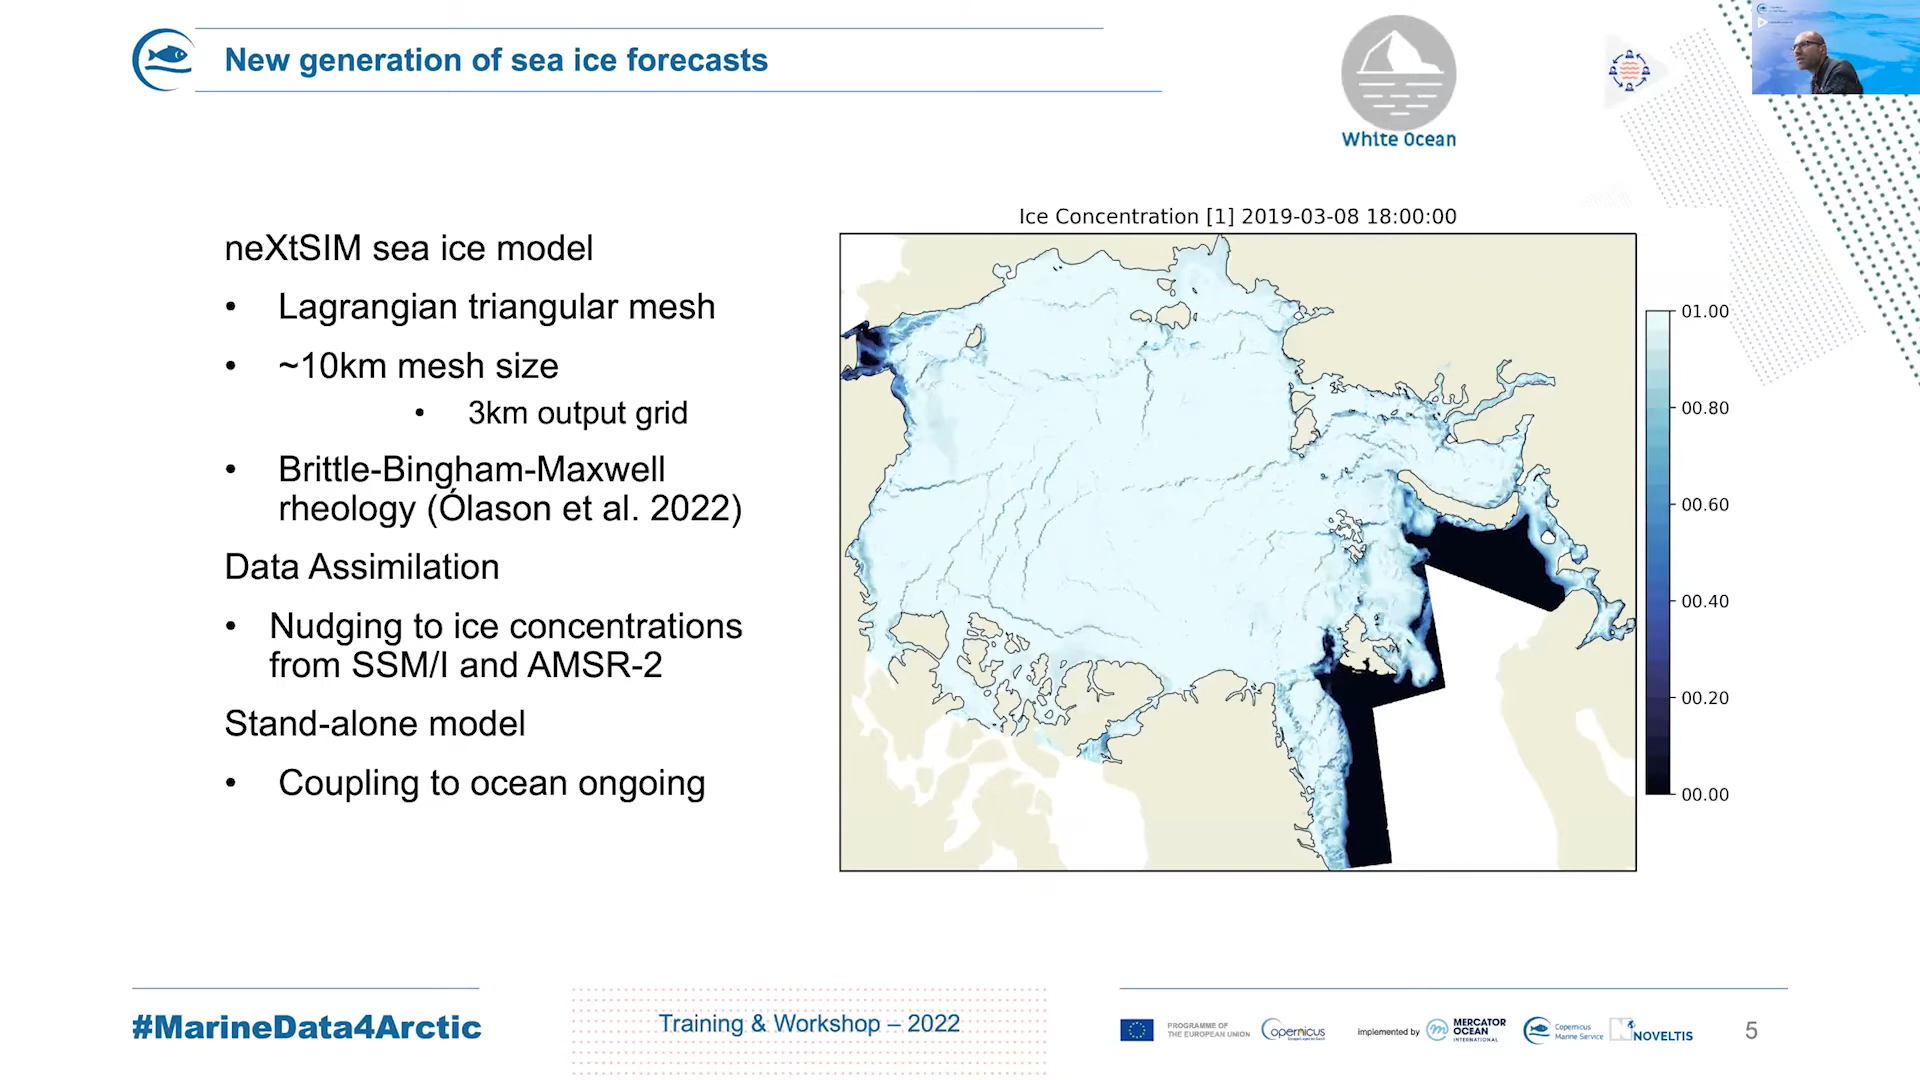 New generation of sea ice forecasts
White Ocean
neXtSIM sea ice model
• Lagrangian triangular mesh
• ~10km mesh size
• 3km output grid
• Brittle-Bingham-Maxwell
rheology (Ólason et al. 2022)
Data Assimilation
• Nudging to ice concentrations
from SSM/I and AMSR-2
Stand-alone model
• Coupling to ocean ongoing
Ice Concentration [1] 2019-03-08 18:00:00
01.00
00.80
00.60
00.40
00.20
00.00
#MarineData4Arctic
Training & Workshop – 2022
PROGRAMME OF
THE EUROPEAN UNION
opernicus
implemented by
MERCATOR
OCEAN
INTERNATIONAL
Copernicus
Marine Service
NOVELTIS
5